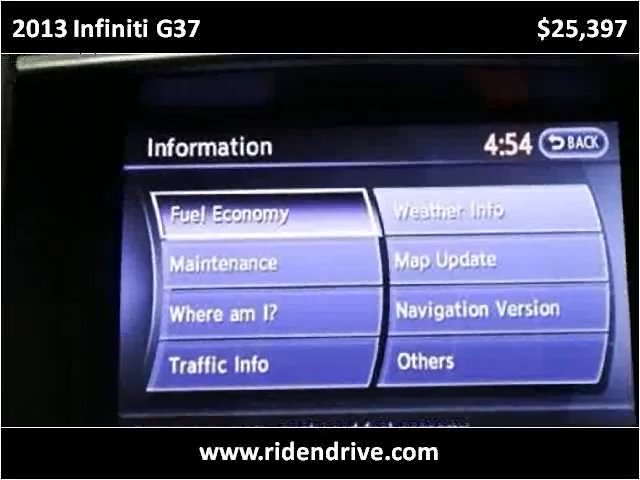 2013 Infiniti G37 $25,397
Information 4:54 BACK
Fuel Economy Weather Info
Maintenance Map Update
Where am I? Navigation Version
Traffic Info Others
www.ridendrive.com